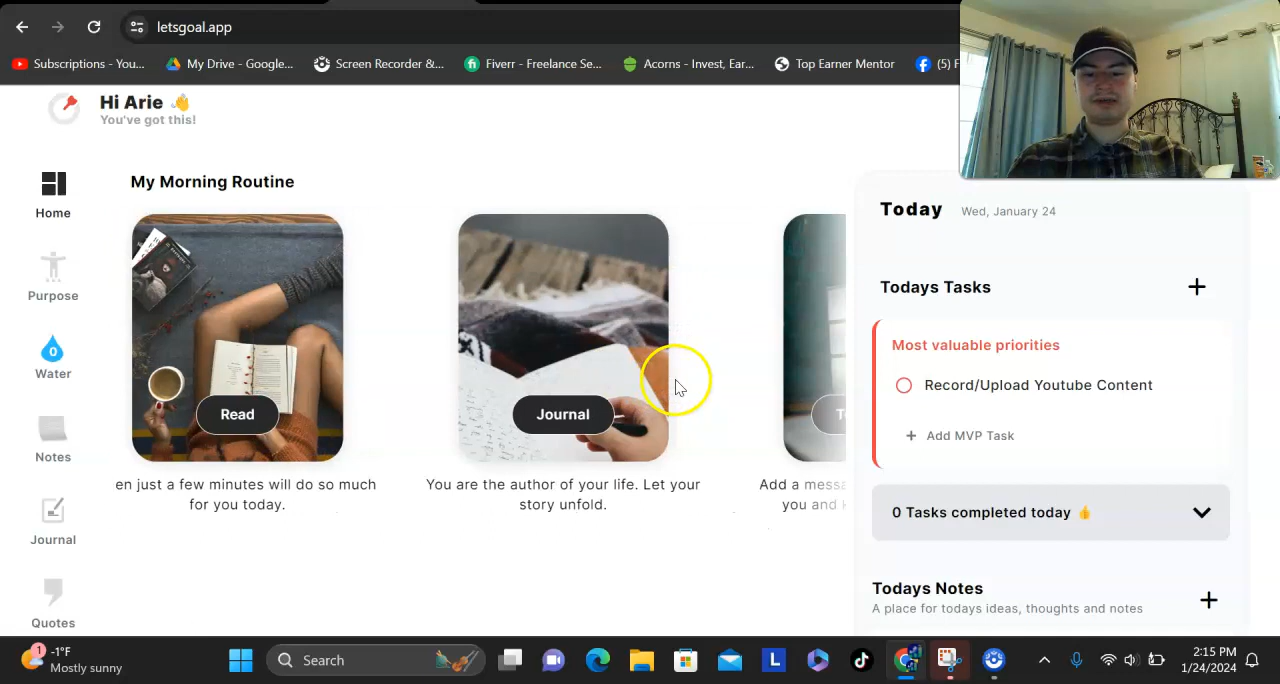 letsgoal.app
Subscriptions - You...
My Drive - Google...
Screen Recorder &...
Fiverr - Freelance Se...
Acorns - Invest, Ear...
Top Earner Mentor
(5) F
Hi Arie 👋
You've got this!
Home
Purpose
0
Water
Notes
Journal
Quotes
My Morning Routine
Read
en just a few minutes will do so much
for you today.
Journal
You are the author of your life. Let your
story unfold.
Add a messa
you and
Today Wed, January 24
Todays Tasks
Most valuable priorities
Record/Upload Youtube Content
+ Add MVP Task
0 Tasks completed today 👍
Todays Notes
A place for todays ideas, thoughts and notes
1
-1°F
Mostly sunny
Search
L
2:15 PM
1/24/2024